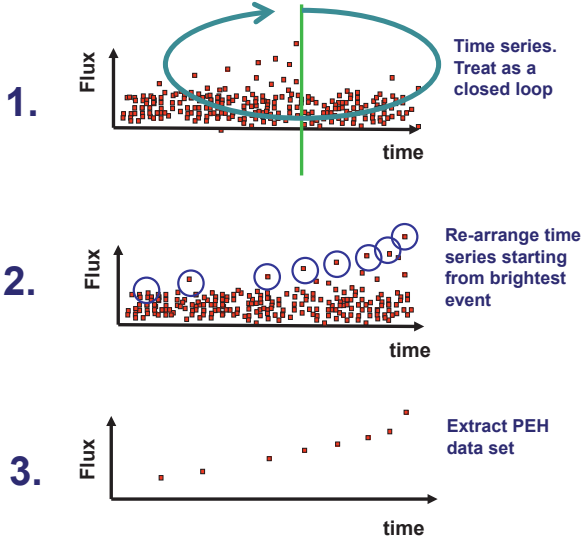 1.
Flux
time
Time series.
Treat as a
closed loop
2.
Flux
time
Re-arrange time
series starting
from brightest
event
3.
Flux
time
Extract PEH
data set